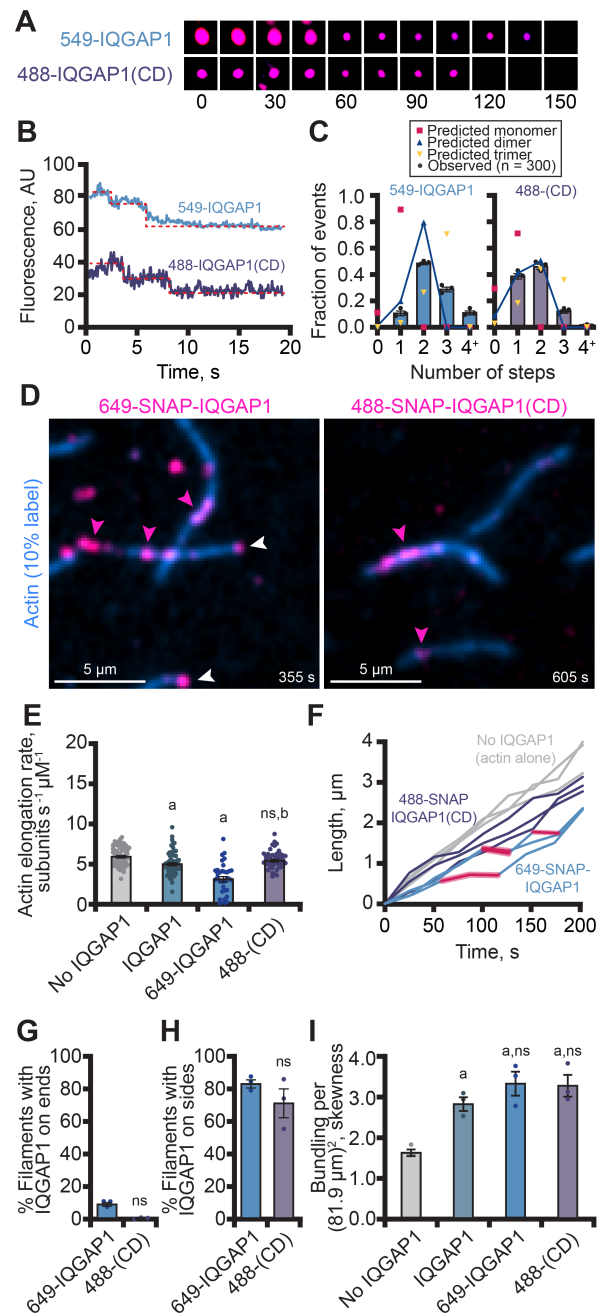 A
549-IQGAP1
488-IQGAP1(CD)
0 30 60 90 120 150
B
Fluorescence, AU
100
80
60
40
20
0
549-IQGAP1
488-IQGAP1(CD)
0 5 10 15 20
Time, s
C
Predicted monomer
Predicted dimer
Predicted trimer
Observed (n = 300)
549-IQGAP1
488-(CD)
Fraction of events
1.0
0.8
0.6
0.4
0.2
0.0
0 1 2 3 4+ 0 1 2 3 4+
Number of steps
D
649-SNAP-IQGAP1
488-SNAP-IQGAP1(CD)
Actin (10% label)
5 µm
355 s
5 µm
605 s
E
Actin elongation rate,
subunits s⁻¹ µM⁻¹
20
15
10
5
0
a
a
ns,b
No IQGAP1
IQGAP1
649-IQGAP1
488-(CD)
F
Length, µm
4
3
2
1
0
No IQGAP1
(actin alone)
488-SNAP
IQGAP1(CD)
649-SNAP-
IQGAP1
0 50 100 150 200
Time, s
G
% Filaments with
IQGAP1 on ends
100
80
60
40
20
0
ns
649-IQGAP1
488-(CD)
H
% Filaments with
IQGAP1 on sides
100
80
60
40
20
0
ns
649-IQGAP1
488-(CD)
I
Bundling per
(81.9 µm)², skewness
4.0
3.0
2.0
1.0
0.0
a
a,ns
a,ns
No IQGAP1
IQGAP1
649-IQGAP1
488-(CD)